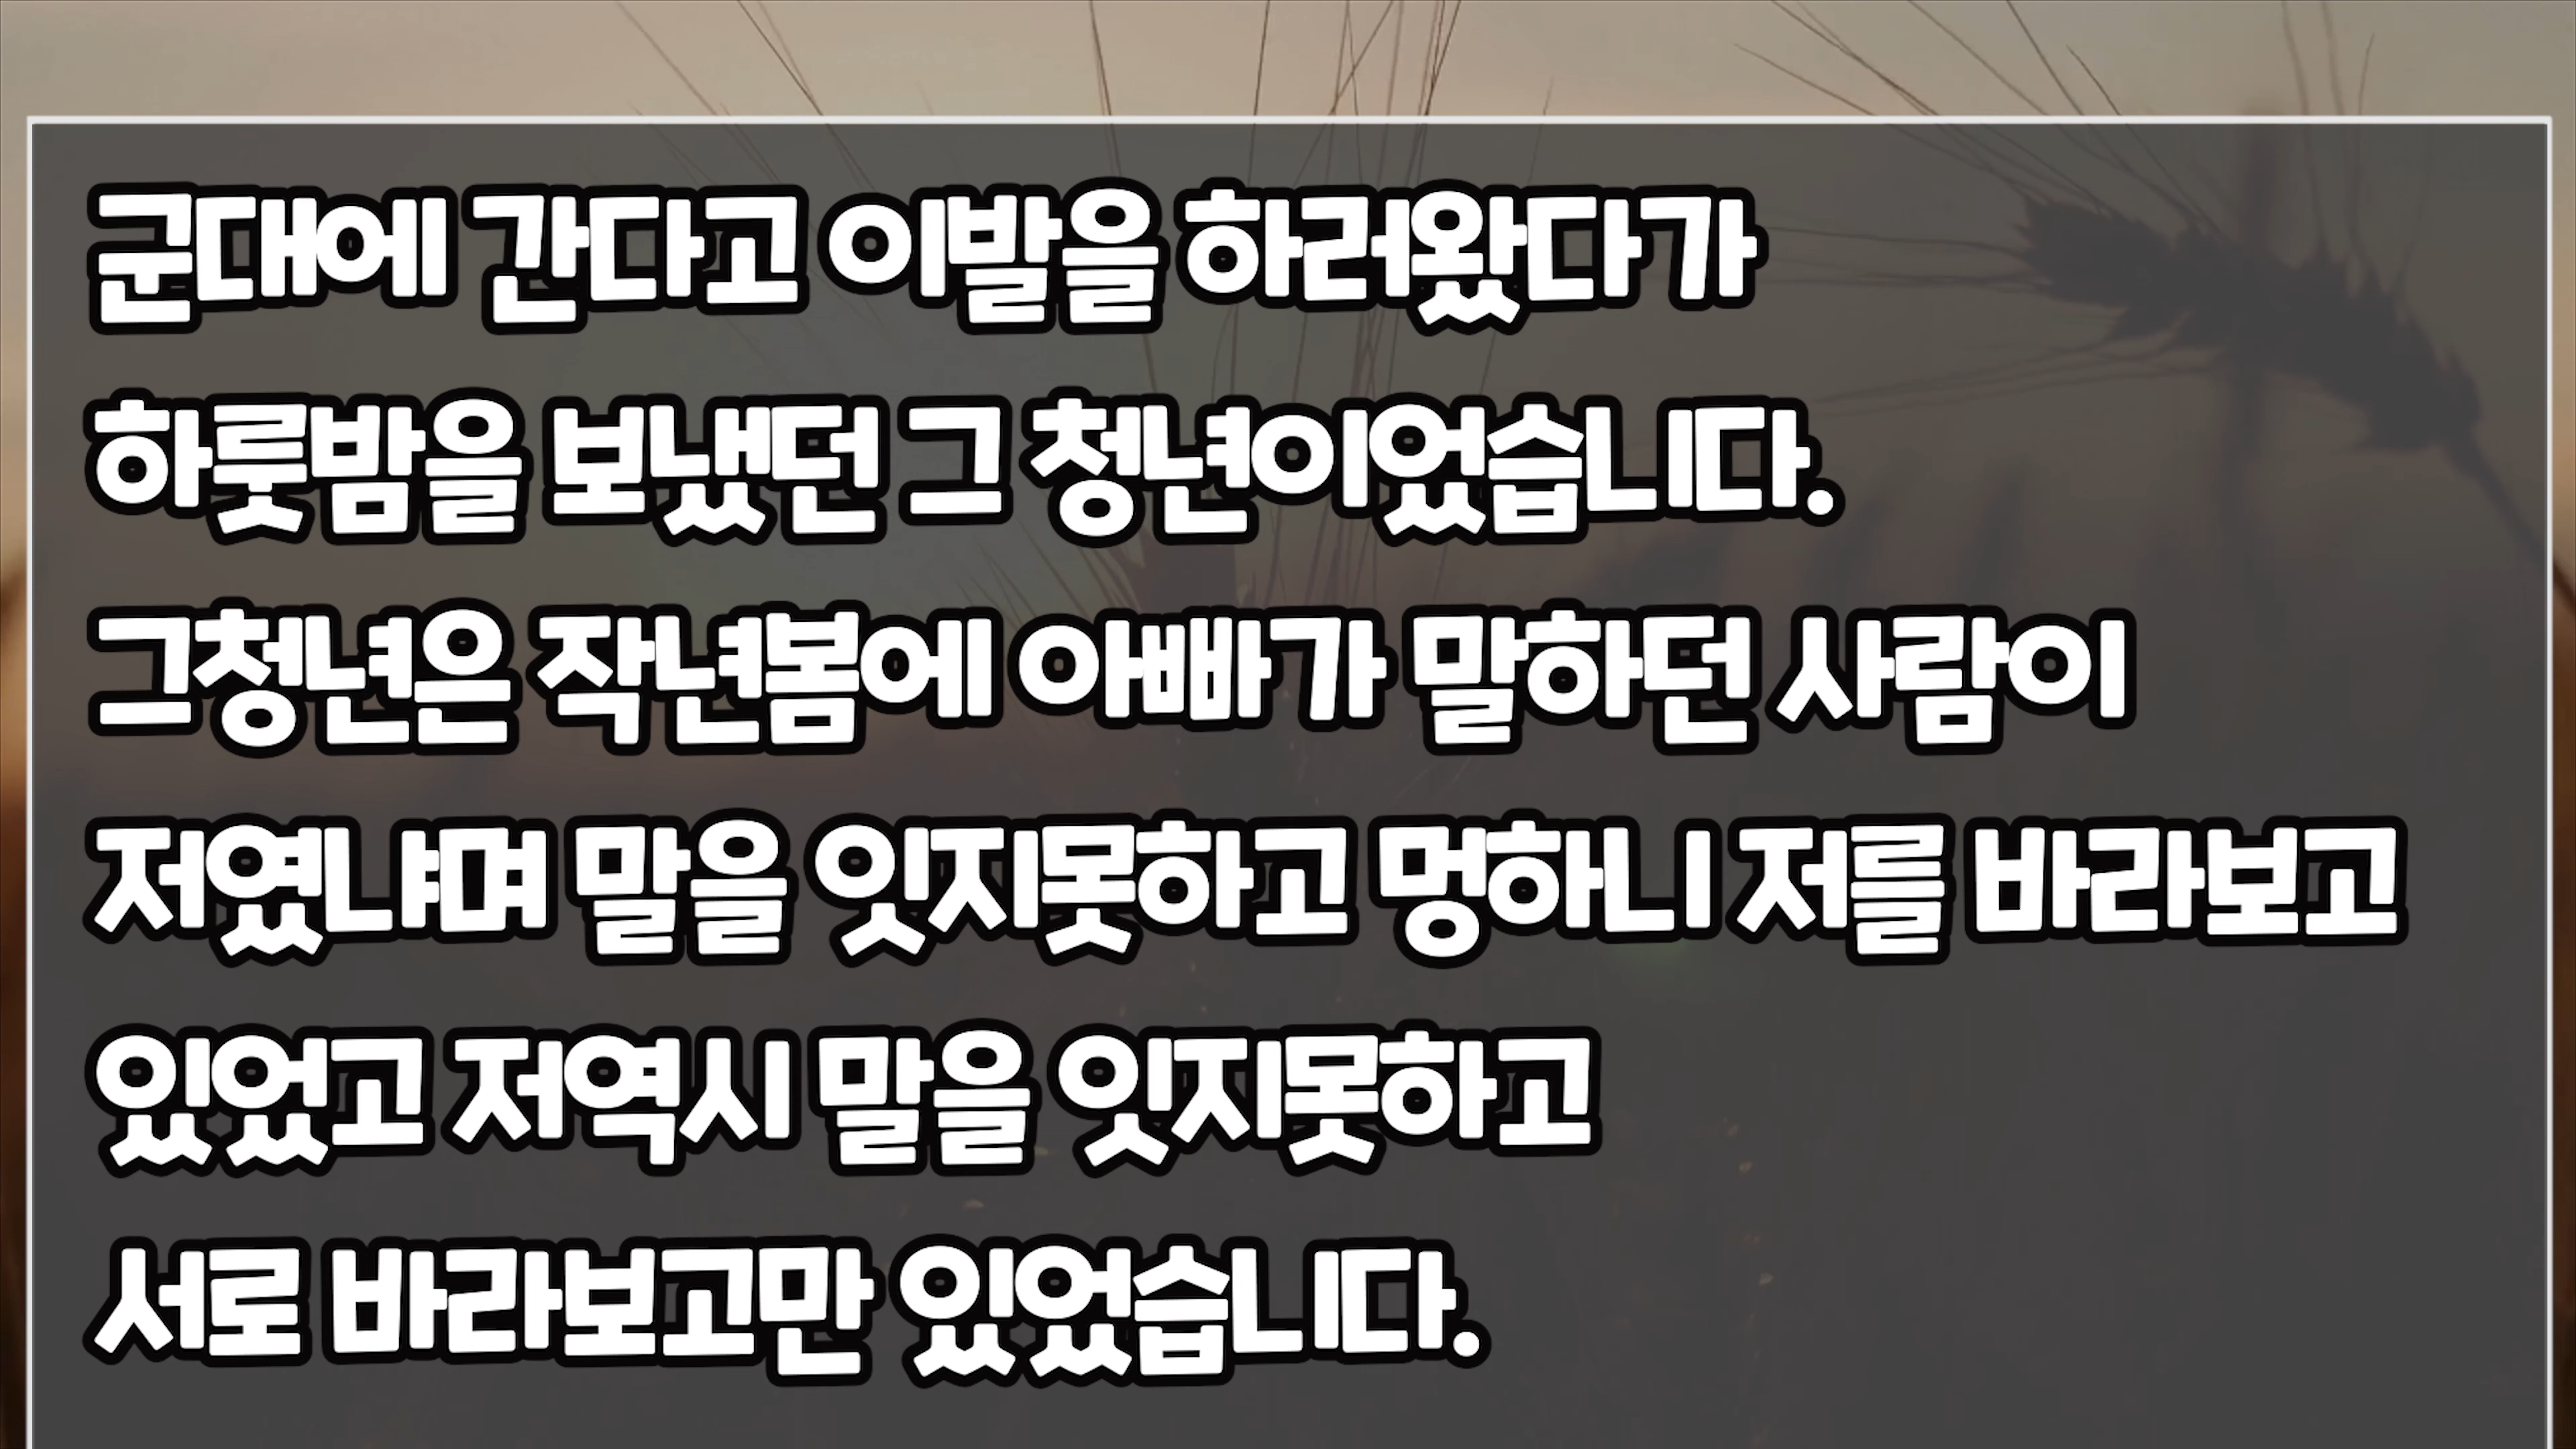 군대에 간다고 이발을 하러왔다가
하룻밤을 보냈던 그 청년이었습니다.
그청년은 작년봄에 아빠가 말하던 사람이
저였냐며 말을 잇지못하고 멍하니 저를 바라보고
있었고 저역시 말을 잇지못하고
서로 바라보고만 있었습니다.